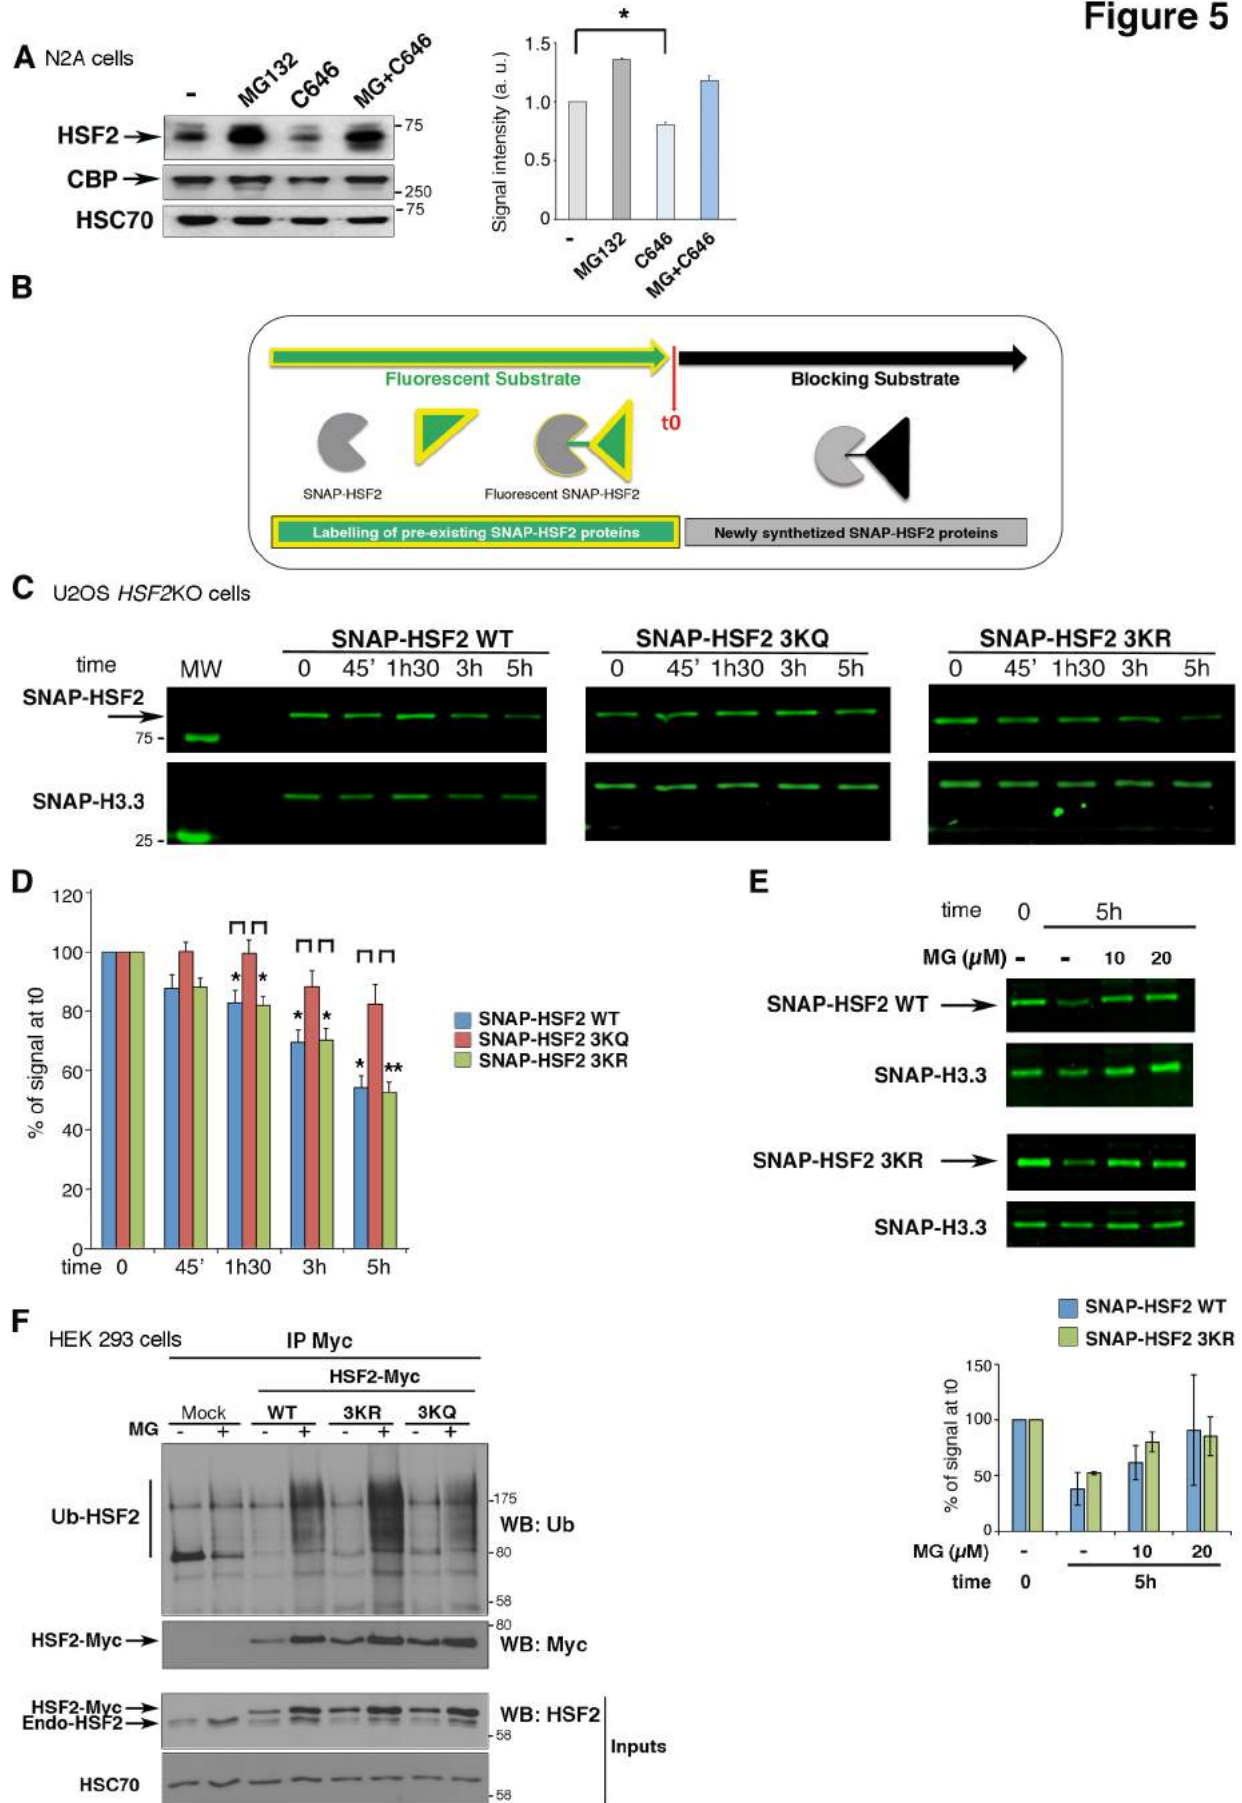 Figure 5
A N2A cells
- MG132 C646 MG+C646
HSF2
75
CBP
250
75
HSC70
*
Signal intensity (a. u.)
1.5
1.0
0.5
0
- MG132 C646 MG+C646
B
Fluorescent Substrate
Blocking Substrate
t0
SNAP-HSF2
Fluorescent SNAP-HSF2
Labelling of pre-existing SNAP-HSF2 proteins
Newly synthetized SNAP-HSF2 proteins
C U2OS HSF2KO cells
SNAP-HSF2 WT SNAP-HSF2 3KQ SNAP-HSF2 3KR
time MW 0 45' 1h30 3h 5h 0 45' 1h30 3h 5h 0 45' 1h30 3h 5h
SNAP-HSF2
75 -
SNAP-H3.3
25 -
D
% of signal at t0
120
100
80
60
40
20
0
* * * * * **
time 0 45' 1h30 3h 5h
SNAP-HSF2 WT
SNAP-HSF2 3KQ
SNAP-HSF2 3KR
E
time 0 5h
MG (µM) - - 10 20
SNAP-HSF2 WT
SNAP-H3.3
SNAP-HSF2 3KR
SNAP-H3.3
SNAP-HSF2 WT
SNAP-HSF2 3KR
% of signal at t0
150
100
50
0
MG (µM) - - 10 20
time 0 5h
F HEK 293 cells
IP Myc
HSF2-Myc
Mock WT 3KR 3KQ
MG - + - + - + - +
Ub-HSF2
-175
WB: Ub
-80
-58
-80
HSF2-Myc
WB: Myc
HSF2-Myc
WB: HSF2
Endo-HSF2
-58
Inputs
HSC70
-58